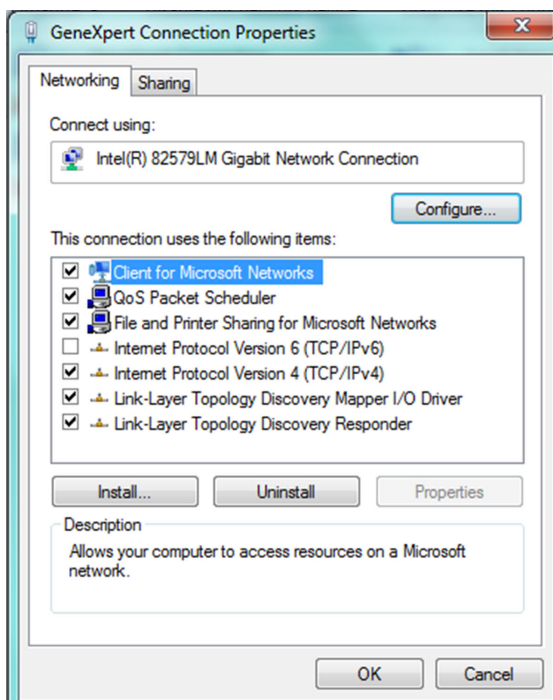 GeneXpert Connection Properties
Networking
Sharing
Connect using:
Intel(R) 82579LM Gigabit Network Connection
Configure...
This connection uses the following items:
Client for Microsoft Networks
QoS Packet Scheduler
File and Printer Sharing for Microsoft Networks
Internet Protocol Version 6 (TCP/IPv6)
Internet Protocol Version 4 (TCP/IPv4)
Link-Layer Topology Discovery Mapper I/O Driver
Link-Layer Topology Discovery Responder
Install...
Uninstall
Properties
Description
Allows your computer to access resources on a Microsoft
network.
OK
Cancel